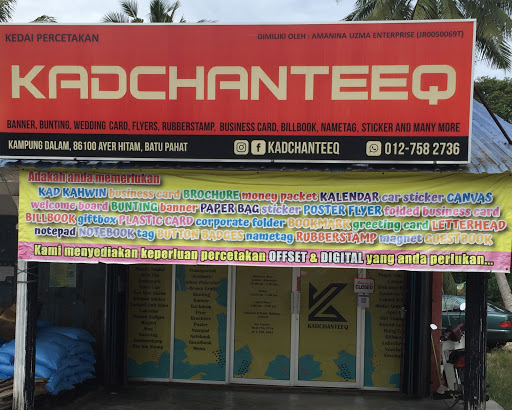 KEDAI PERCETAKAN
DIMILIKI OLEH : AMANINA UZMA ENTERPRISE (JR0050069T)
KADCHANTEEQ
BANNER, BUNTING, WEDDING CARD, FLYERS, RUBBERSTAMP, BUSINESS CARD, BILLBOOK, NAMETAG, STICKER AND MANY MORE
KAMPUNG DALAM, 86100 AYER HITAM, BATU PAHAT
KADCHANTEEQ
012-758 2736
Adakah anda memerlukan
KAD KAHWIN business card BROCHURE money packet KALENDAR car sticker CANVAS
welcome board BUNTING banner PAPER BAG sticker POSTER FLYER folded business card
BILLBOOK giftbox PLASTIC CARD corporate folder BOOKMARK greeting card LETTERHEAD
notepad NOTEBOOK tag BUTTON BADGES nametag RUBBERSTAMP magnet GUESTBOOK
Kami menyediakan keperluan percetakan OFFSET & DIGITAL yang anda perlukan...
KADCHANTEEQ
CLOSED